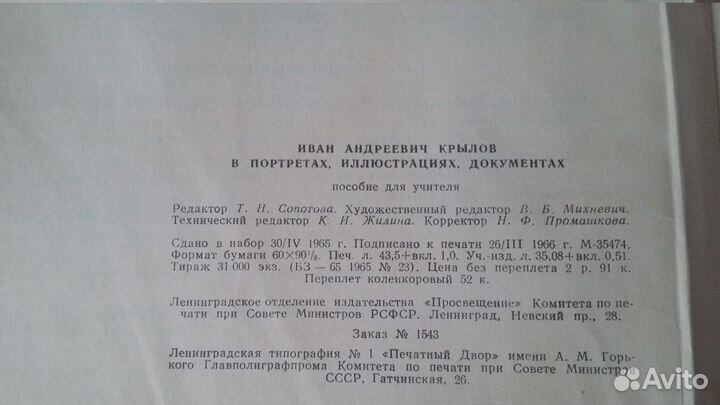 ИВАН АНДРЕЕВИЧ КРЫЛОВ
В ПОРТРЕТАХ, ИЛЛЮСТРАЦИЯХ, ДОКУМЕНТАХ
пособие для учителя
Редактор Т. Н. Сопотова. Художественный редактор В. Б. Михневич.
Технический редактор К. И. Жилина. Корректор Н. Ф. Промашкова.
Сдано в набор 30/IV 1965 г. Подписано к печати 26/III 1966 г. М-35474.
Формат бумаги 60×90¹/₈. Печ. л. 43,5+вкл. 1,0. Уч.-изд. л. 35,08+вкл. 0,51.
Тираж 31 000 экз. (БЗ — 65 1965 № 23). Цена без переплета 2 р. 91 к.
Переплет коленкоровый 52 к.
Ленинградское отделение издательства «Просвещение» Комитета по пе-
чати при Совете Министров РСФСР. Ленинград, Невский пр., 28.
Заказ № 1543
Ленинградская типография № 1 «Печатный Двор» имени А. М. Горь-
кого Главполиграфпрома Комитета по печати при Совете Министро
СССР, Гатчинская, 26.
Avito